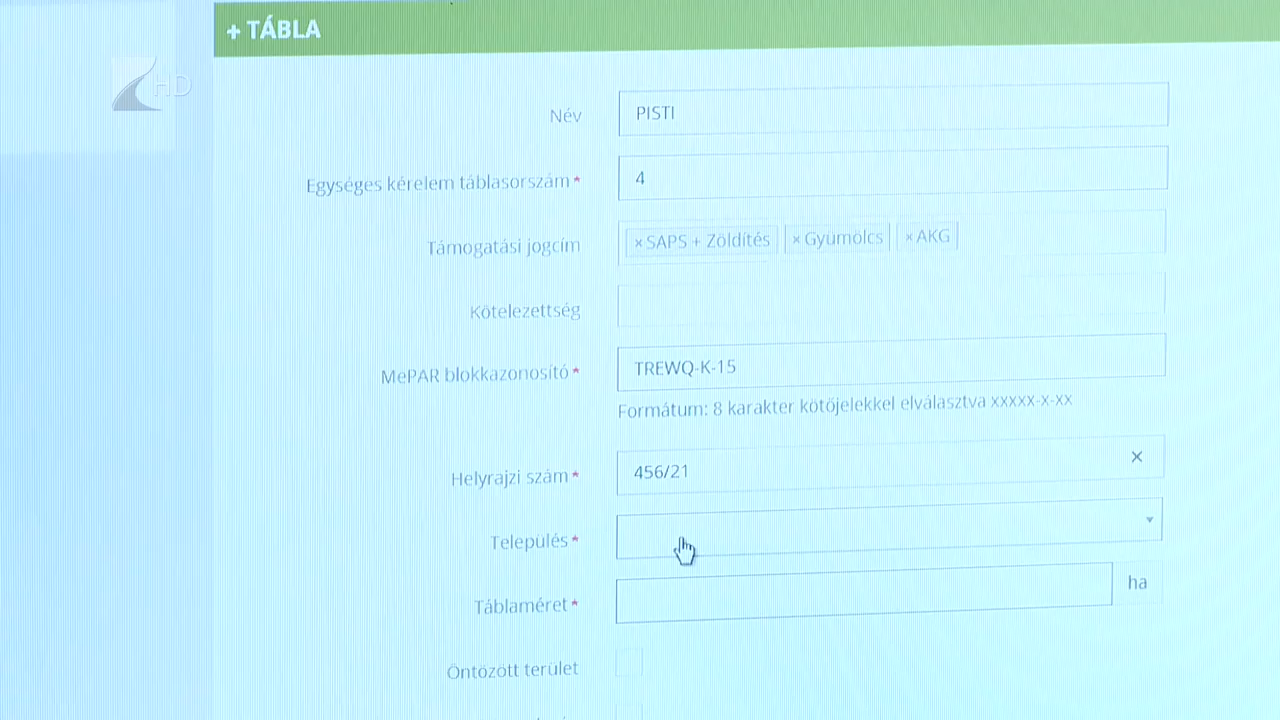 + TÁBLA
HD
Név
PISTI
Egységes kérelem táblasorszám*
4
Támogatási jogcím
×SAPS + Zöldítés ×Gyümölcs ×AKG
Kötelezettség
MePAR blokkazonosító*
TREWQ-K-15
Formátum: 8 karakter kötőjelekkel elválasztva xxxxx-x-xx
Helyrajzi szám*
456/21 ×
Település*
Táblaméret*
ha
Öntözött terület